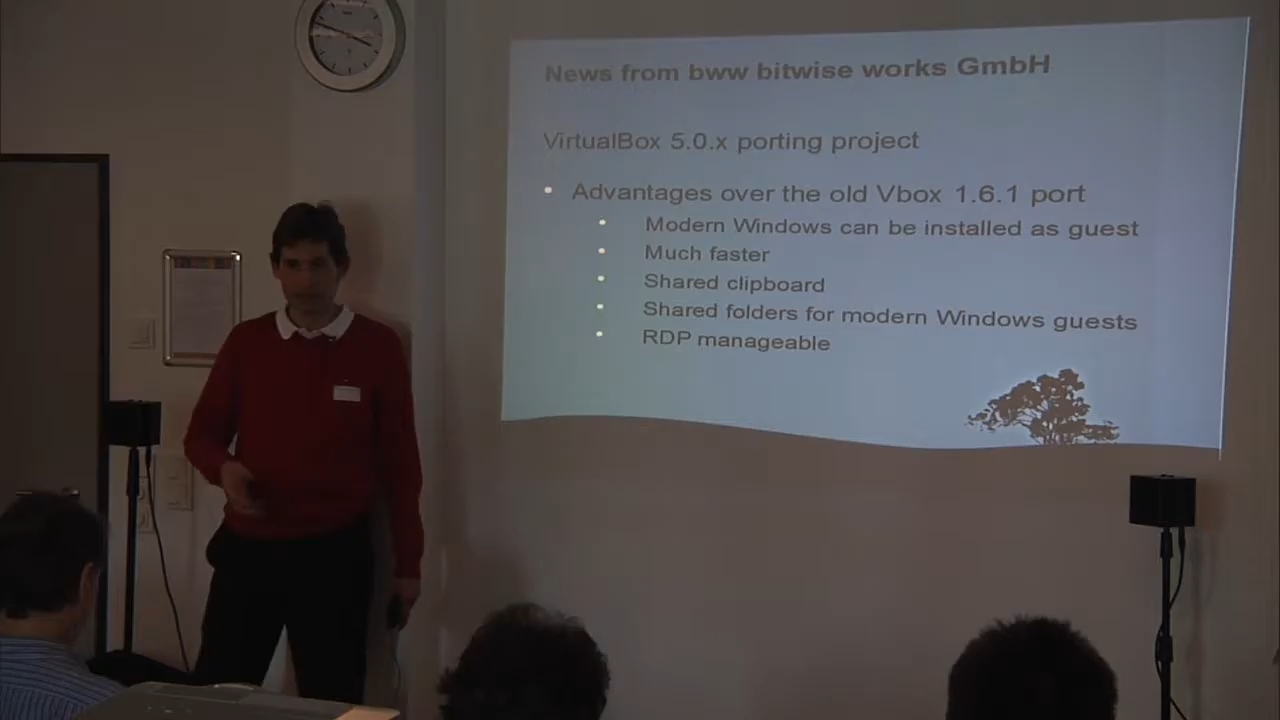 News from bww bitwise works GmbH
VirtualBox 5.0.x porting project
• Advantages over the old Vbox 1.6.1 port
• Modern Windows can be installed as guest
• Much faster
• Shared clipboard
• Shared folders for modern Windows guests
• RDP manageable